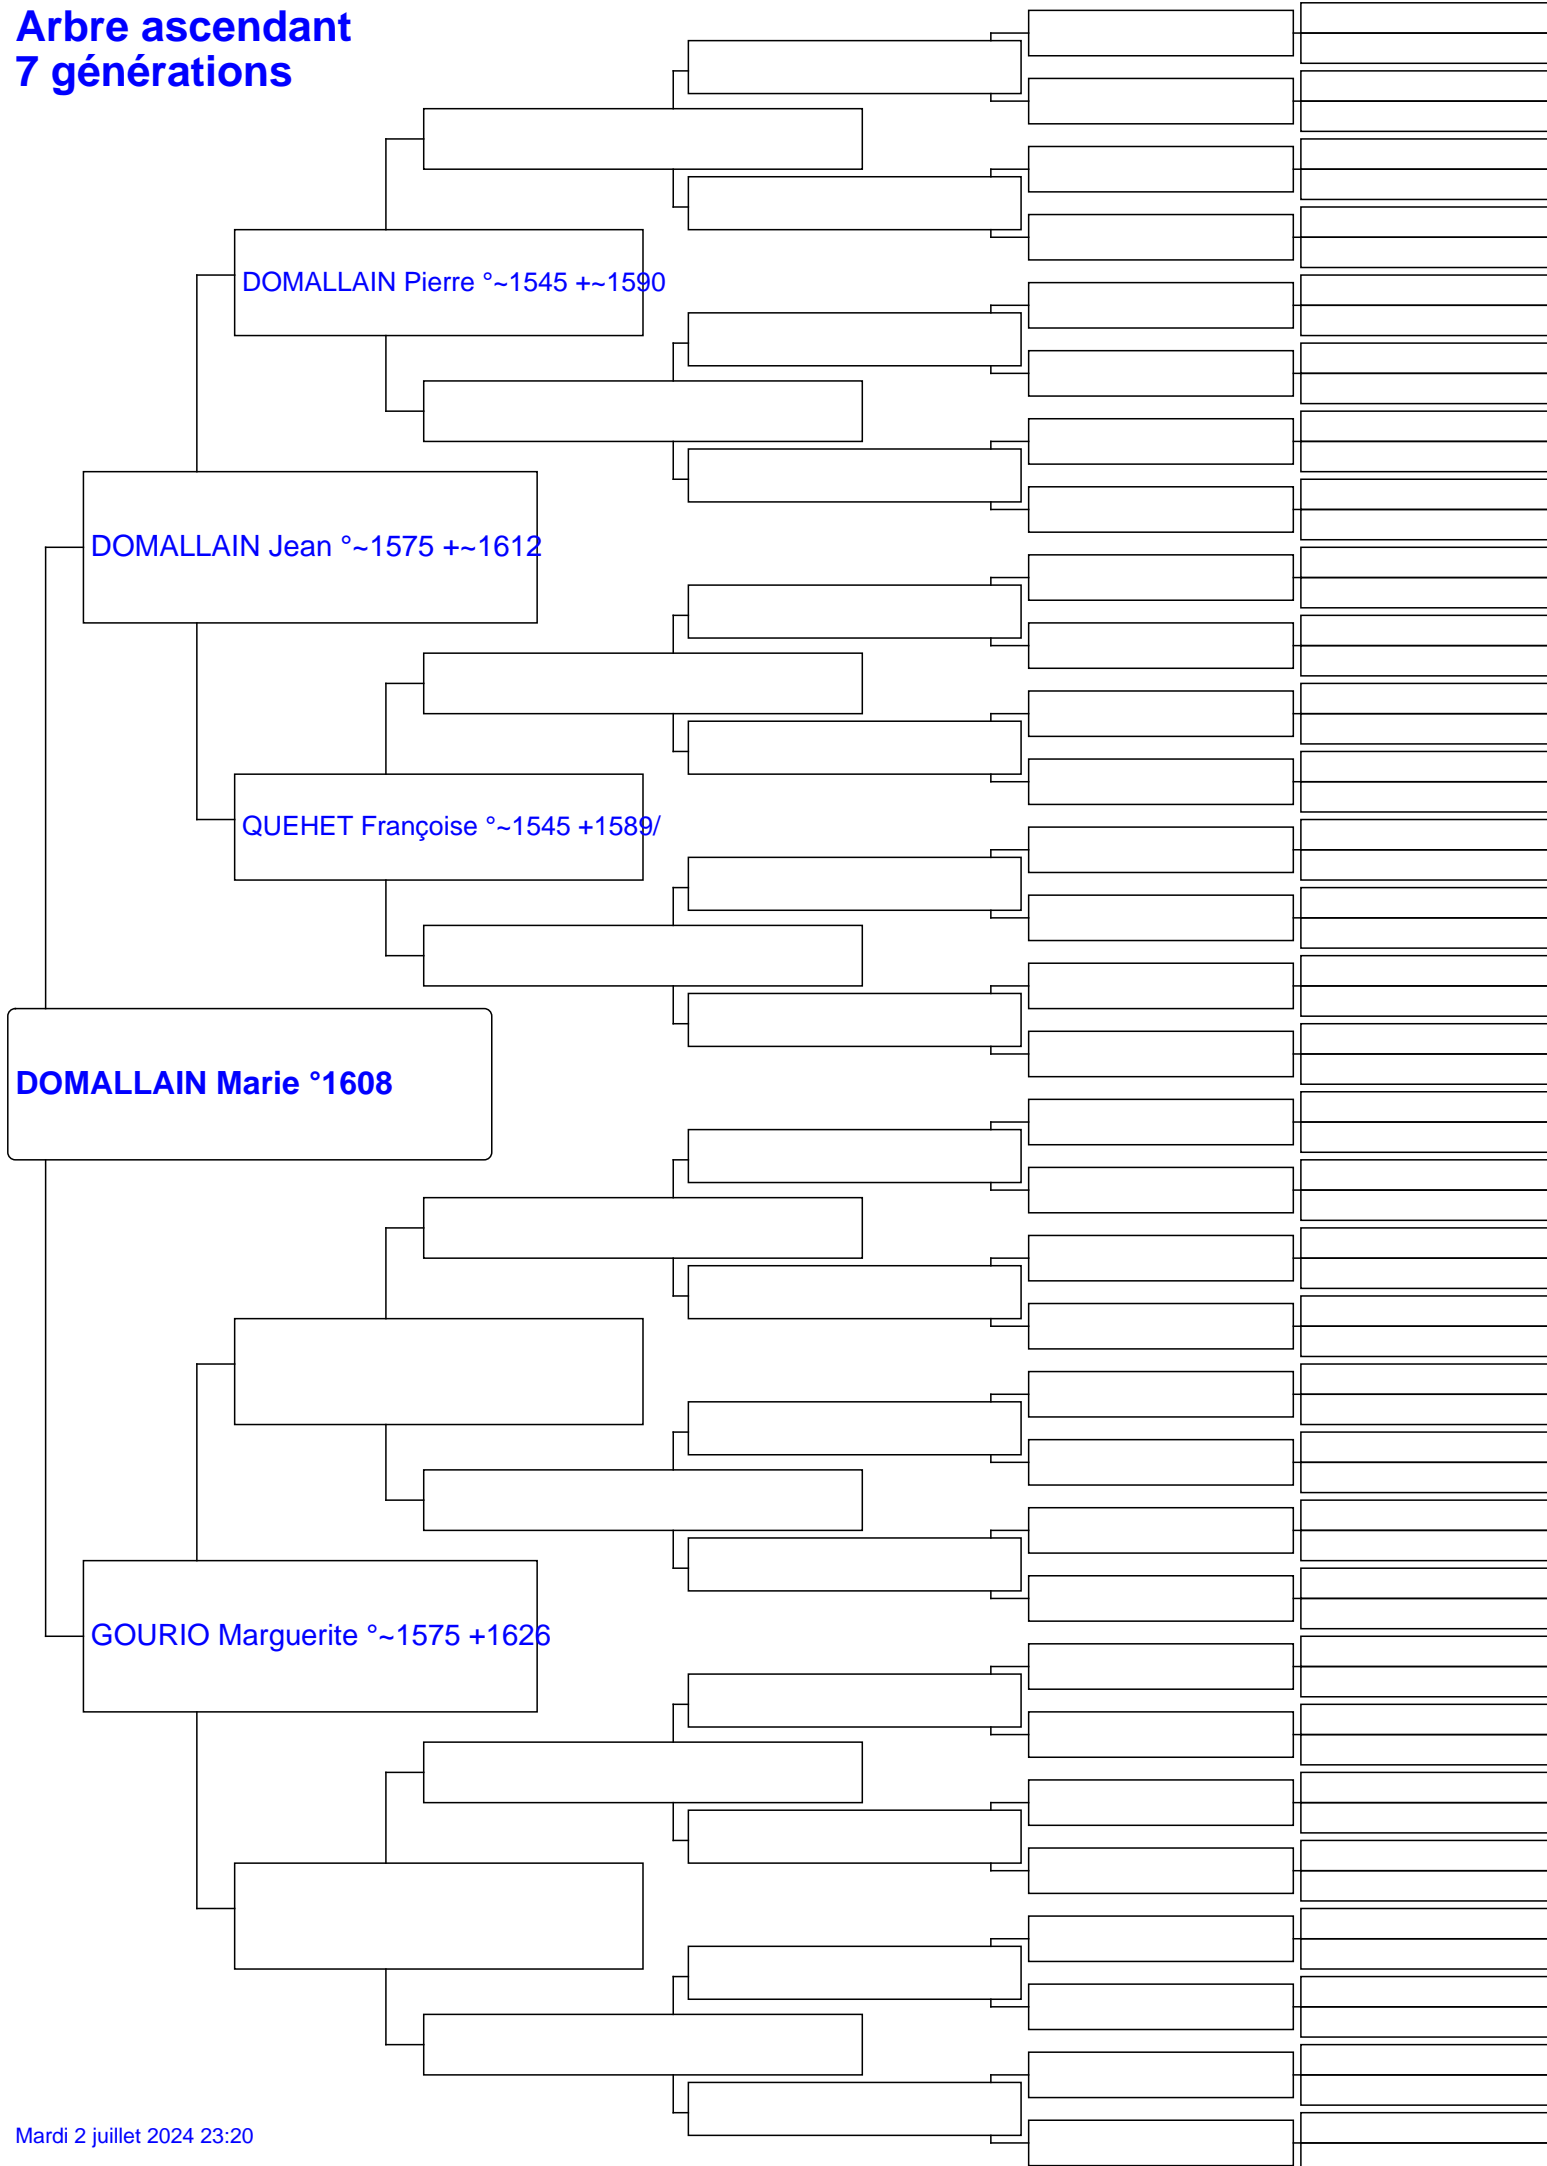 Arbre ascendant
7 générations
DOMALLAIN Pierre °~1545 +~1590
DOMALLAIN Jean °~1575 +~1612
QUEHET Françoise °~1545 +1589/
DOMALLAIN Marie °1608
GOURIO Marguerite °~1575 +1626
Mardi 2 juillet 2024 23:20